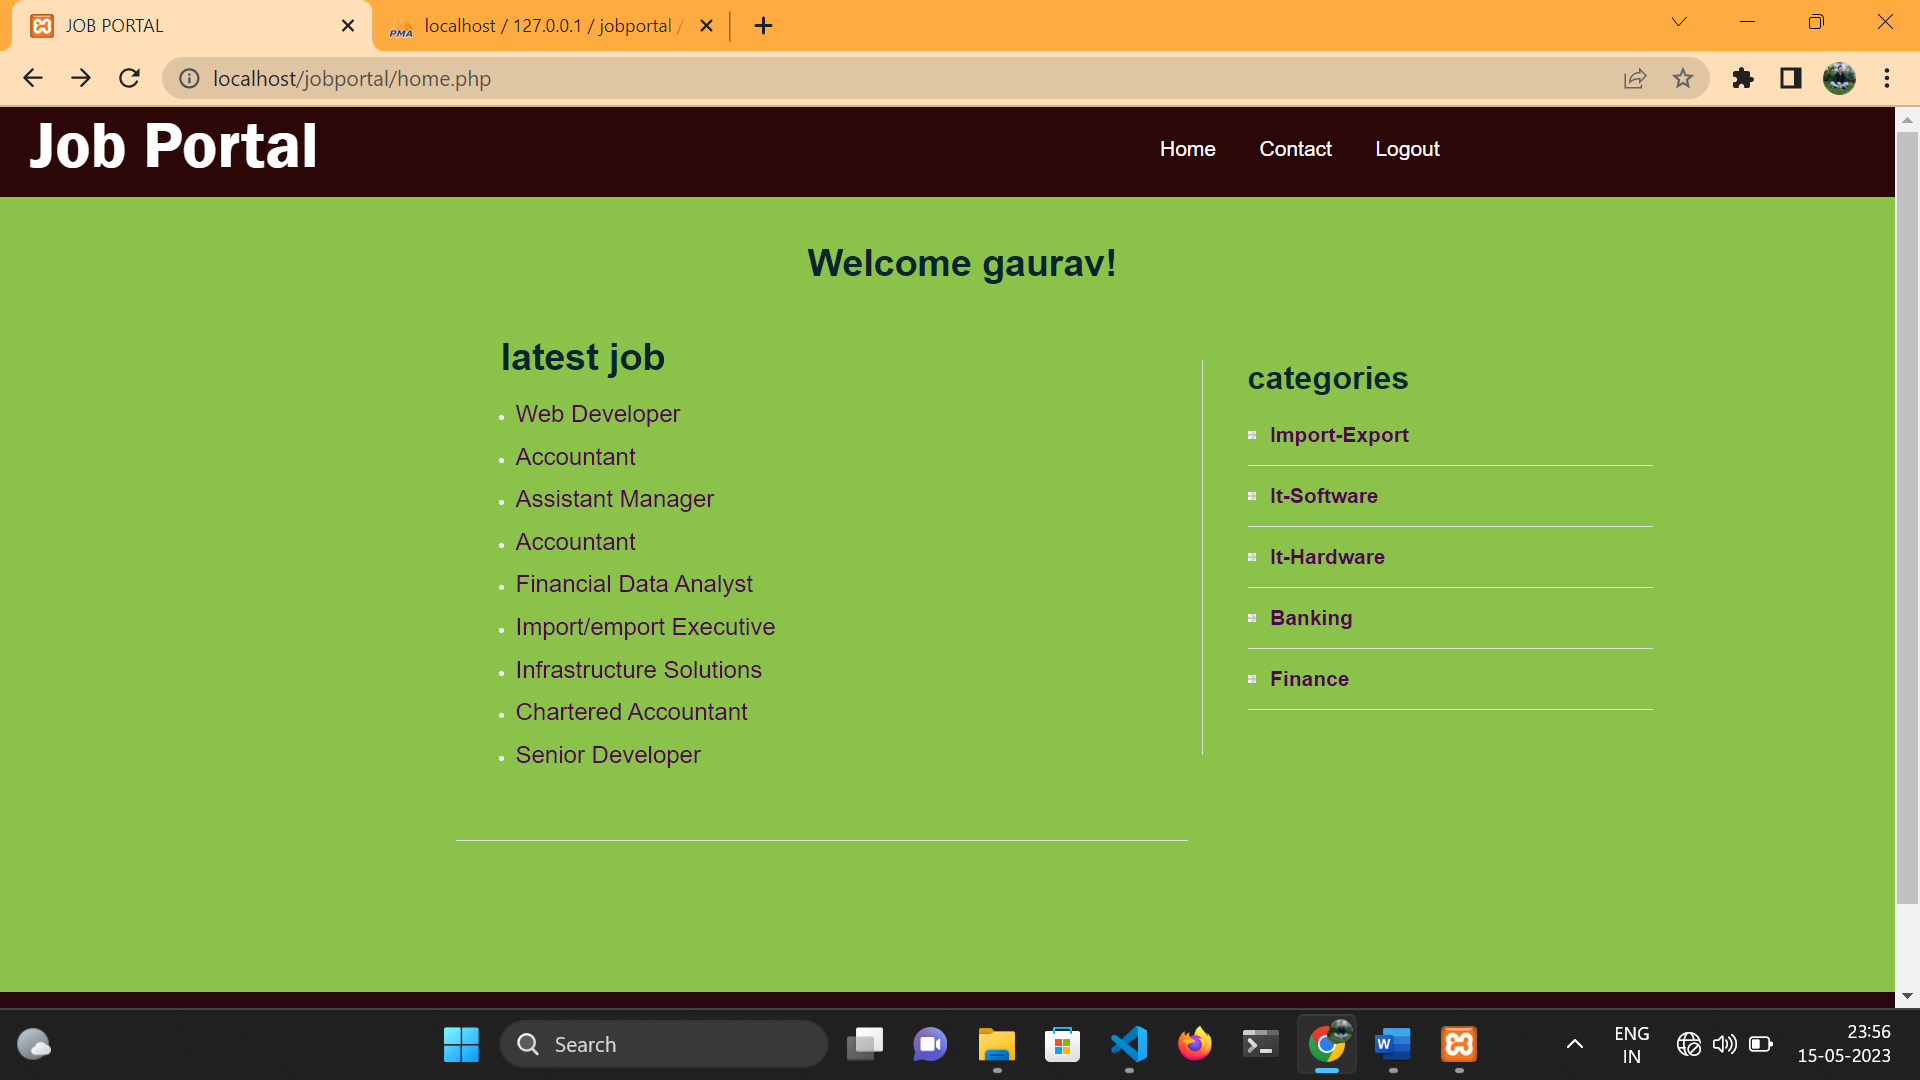 JOB PORTAL
localhost / 127.0.0.1 / jobportal /
localhost/jobportal/home.php
Job Portal
Home Contact Logout
Welcome gaurav!
latest job
Web Developer
Accountant
Assistant Manager
Accountant
Financial Data Analyst
Import/emport Executive
Infrastructure Solutions
Chartered Accountant
Senior Developer
categories
Import-Export
It-Software
It-Hardware
Banking
Finance
Search
ENG
IN
23:56
15-05-2023